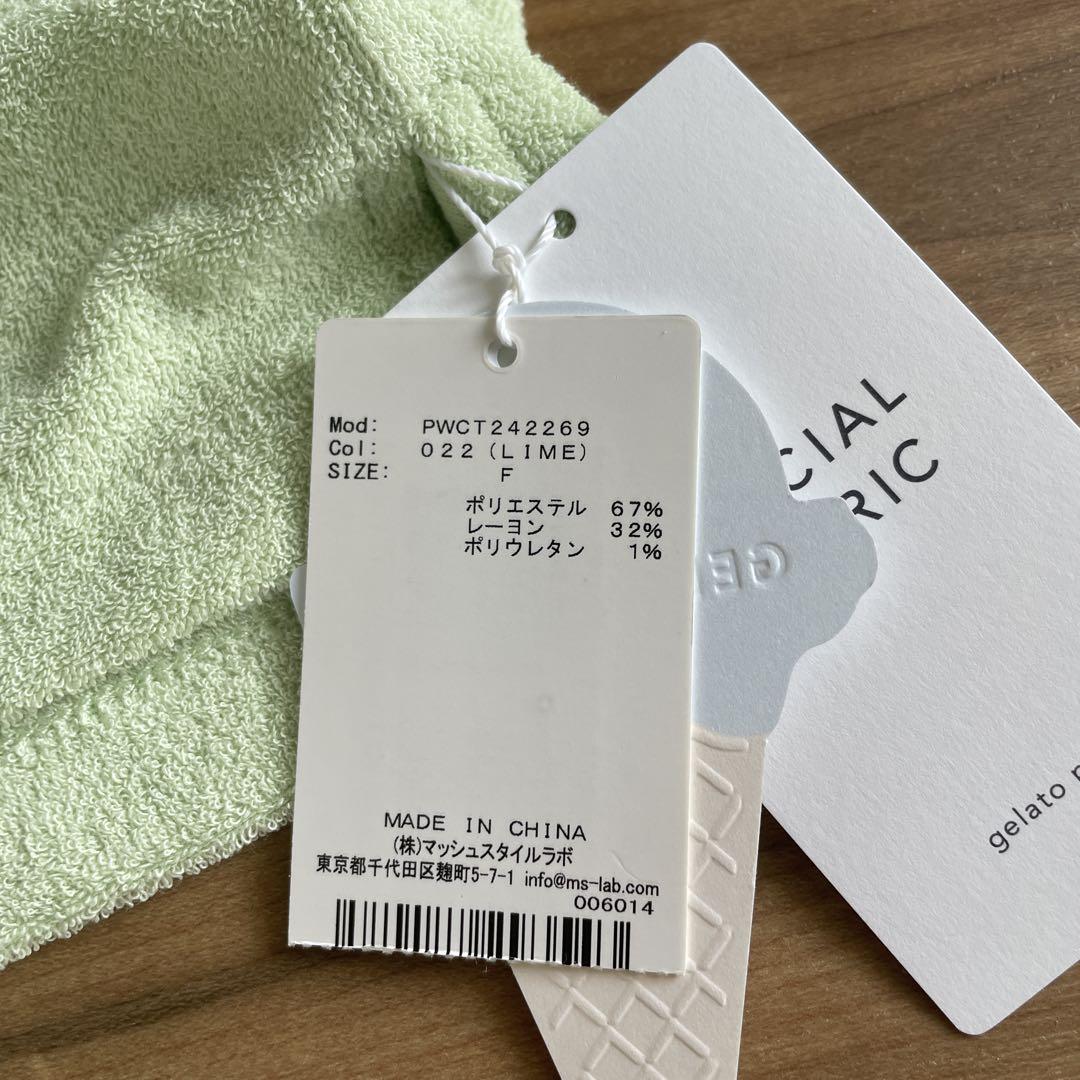 Mod: PWCT242269
Col: 022(LIME)
SIZE: F
ポリエステル 67%
レーヨン 32%
ポリウレタン 1%
MADE IN CHINA
(株)マッシュスタイルラボ
東京都千代田区麹町5-7-1 info@ms-lab.com
006014
CIAL
RIC
GE
gelato